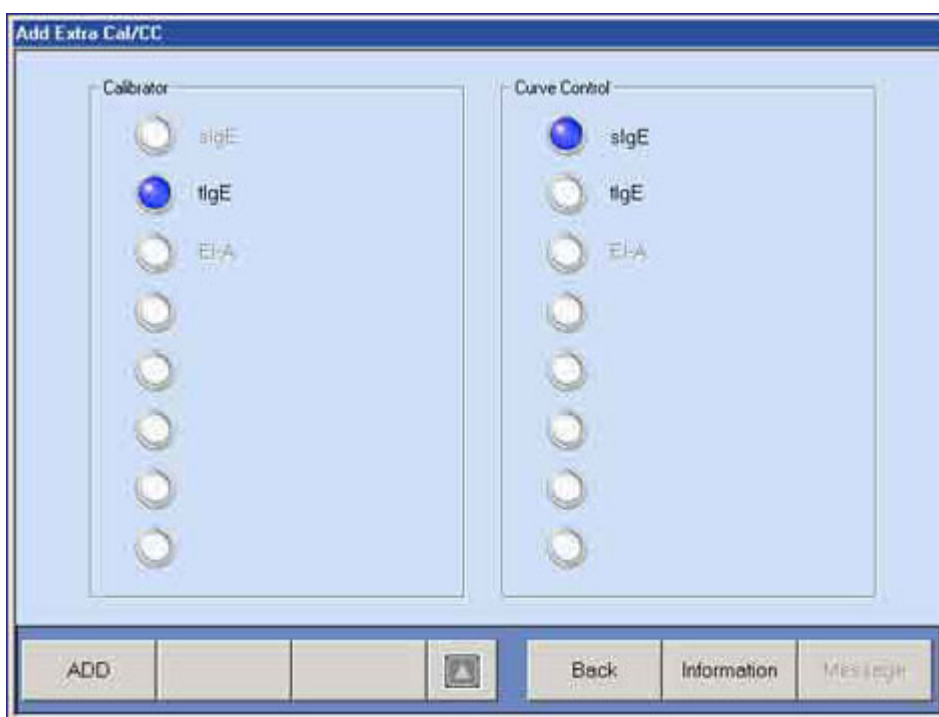 Add Extra Cal/CC
Calibrator
sIgE
tIgE
EI-A
Curve Control
sIgE
tIgE
EI-A
ADD
Back
Information
Message